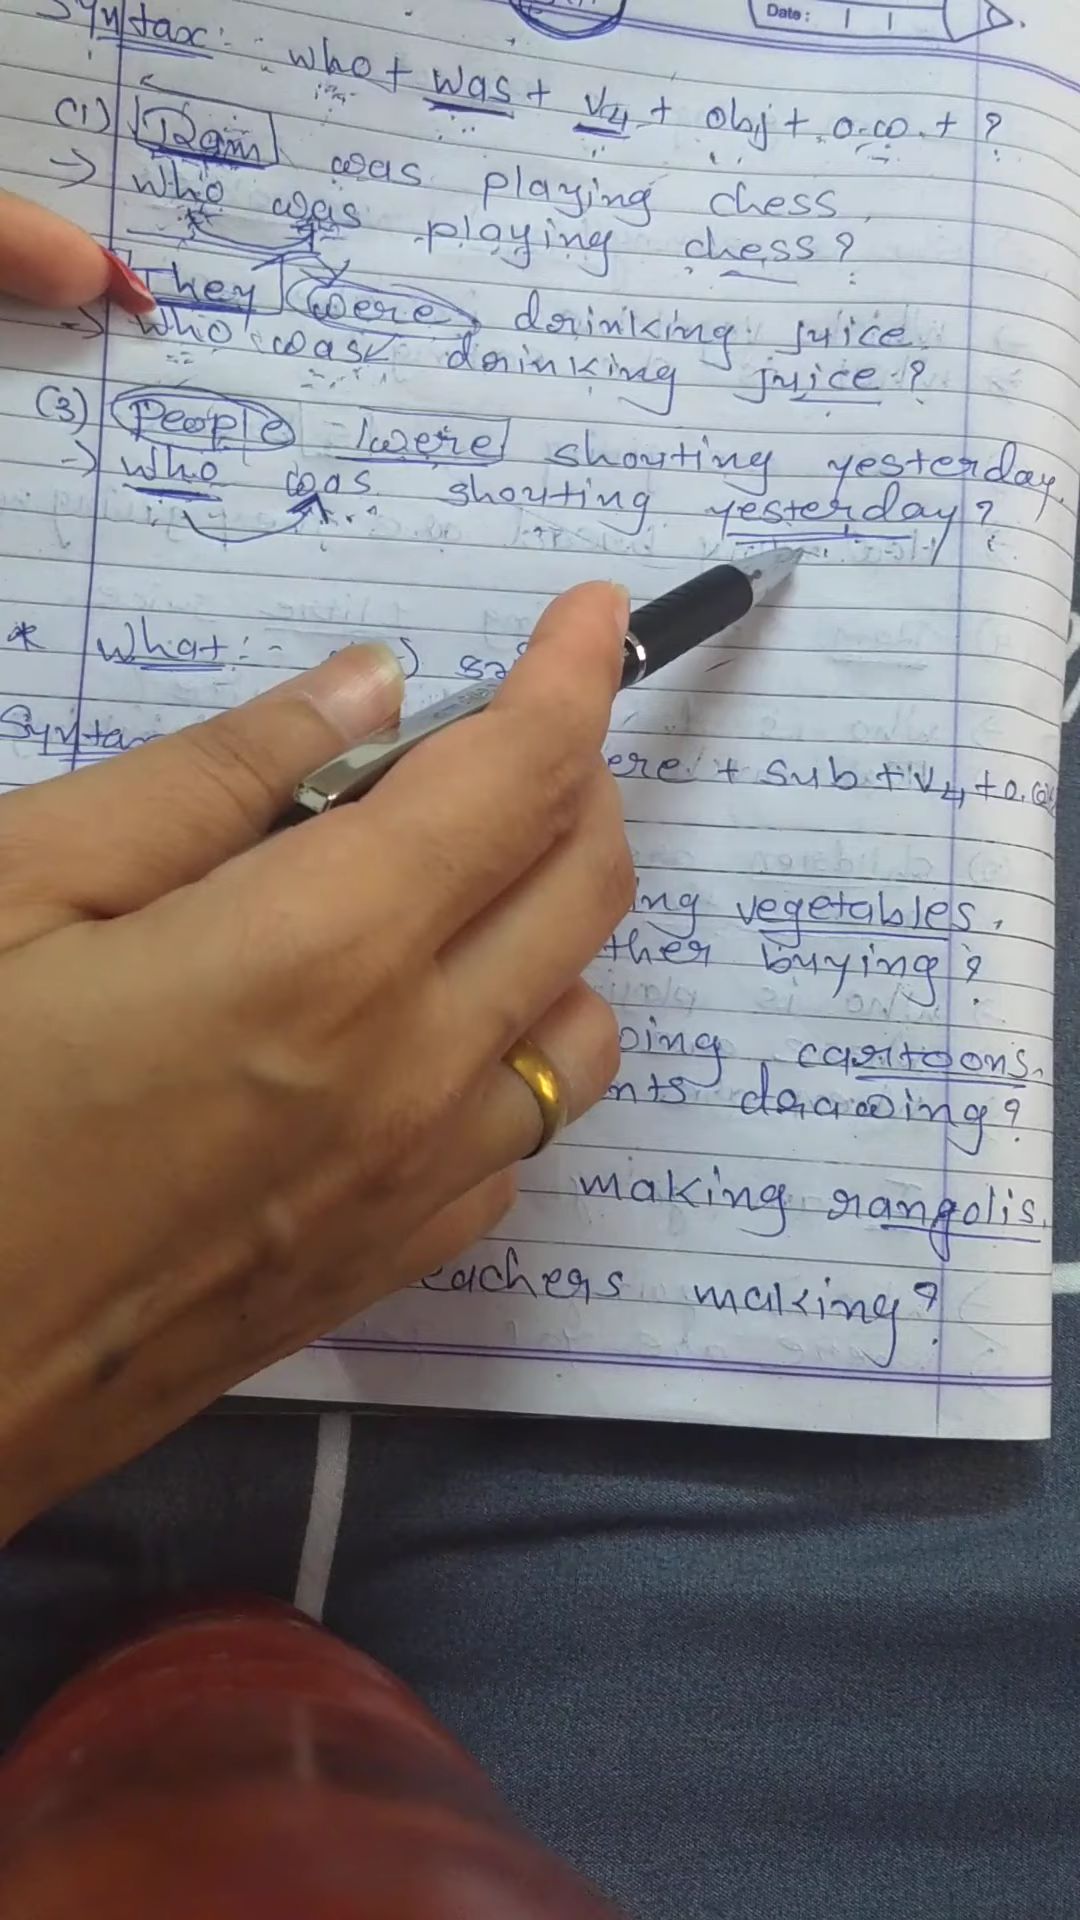 Date:
Syntax: who + was + V4 + obj + o.co. + ?
(1) Ram was playing chess.
→ Who was playing chess?
They were drinking juice.
→ Who was drinking juice?
(3) People were shouting yesterday.
→ Who was shouting yesterday?
* What :-
Syntax
ere + sub + V4 + o.co
ing vegetables.
ther buying?
oing cartoons.
nts drawing?
making rangolis.
eachers making?